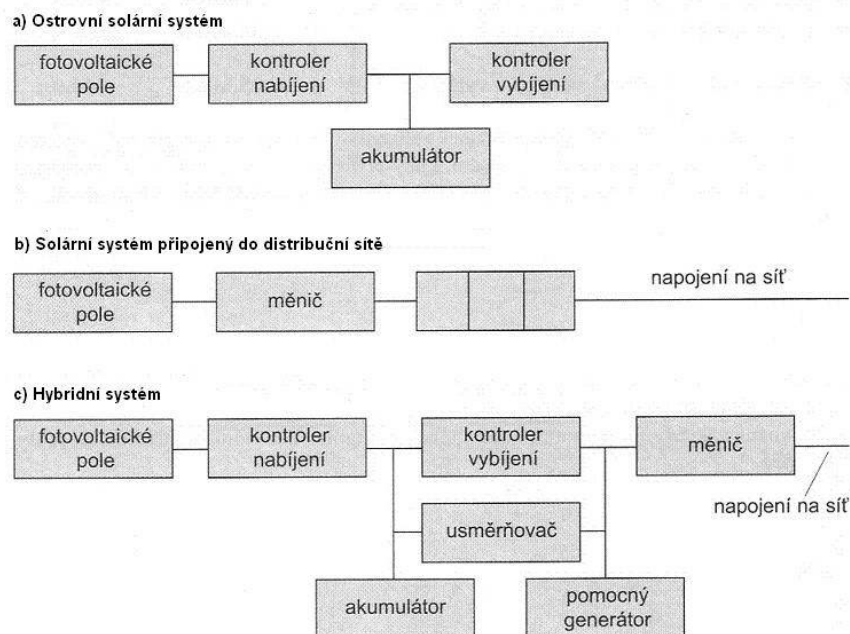 a) Ostrovní solární systém
fotovoltaické
pole
kontroler
nabíjení
kontroler
vybíjení
akumulátor
b) Solární systém připojený do distribuční sítě
fotovoltaické
pole
měnič
napojení na síť
c) Hybridní systém
fotovoltaické
pole
kontroler
nabíjení
kontroler
vybíjení
měnič
napojení na síť
usměrňovač
akumulátor
pomocný
generátor